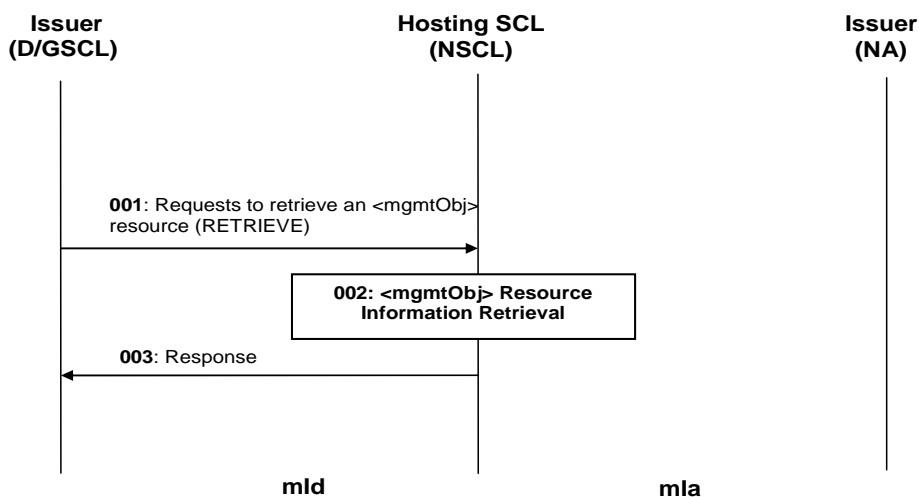 Issuer
(D/GSCL)
Hosting SCL
(NSCL)
Issuer
(NA)
001: Requests to retrieve an <mgmtObj>
resource (RETRIEVE)
002: <mgmtObj> Resource
Information Retrieval
003: Response
mId
mIa